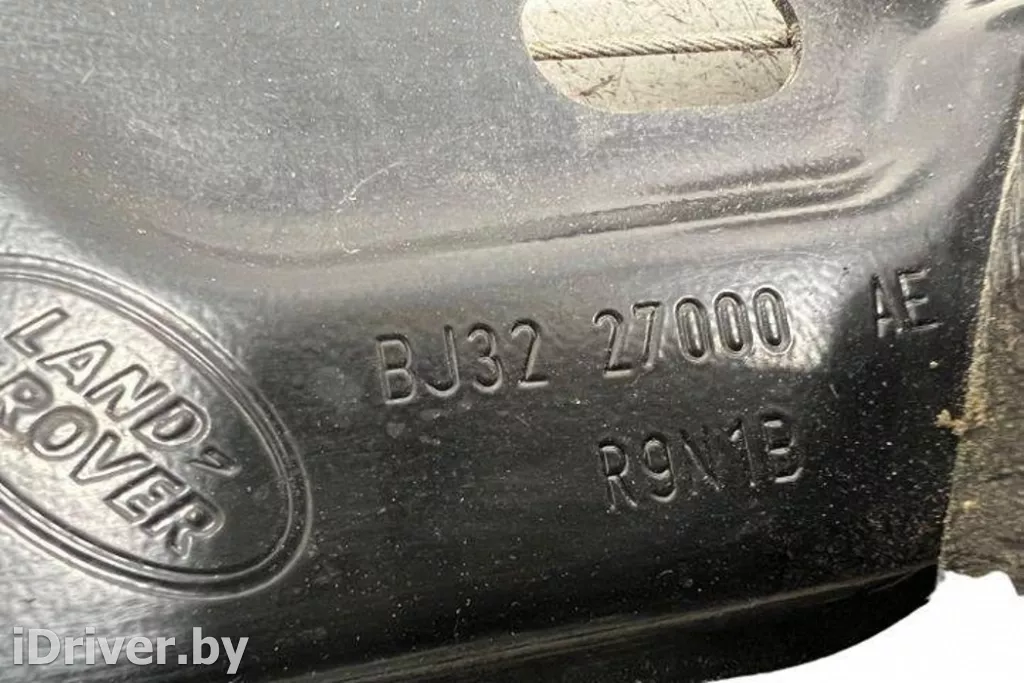 LAND-
ROVER
BJ32 27000 AE
R9N1B
iDriver.by